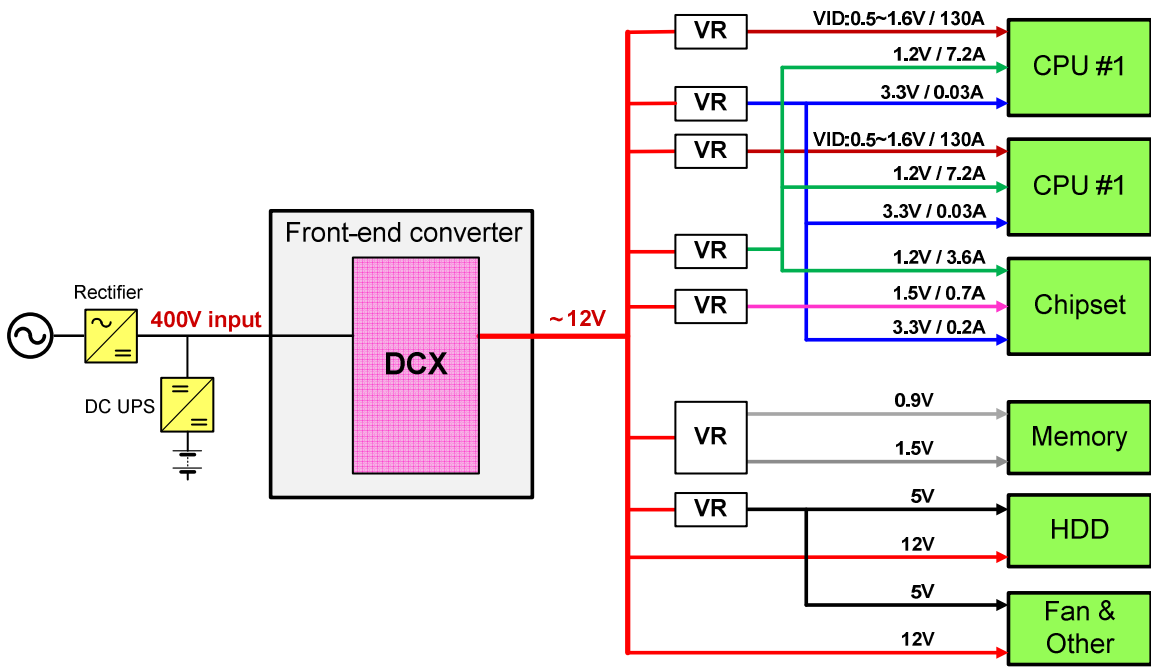 Rectifier
400V input
DC UPS
Front-end converter
DCX
~12V
VR
VID:0.5~1.6V / 130A
1.2V / 7.2A
VR
3.3V / 0.03A
CPU #1
VR
VID:0.5~1.6V / 130A
1.2V / 7.2A
3.3V / 0.03A
CPU #1
VR
1.2V / 3.6A
VR
1.5V / 0.7A
3.3V / 0.2A
Chipset
VR
0.9V
1.5V
Memory
VR
5V
12V
HDD
5V
12V
Fan &
Other